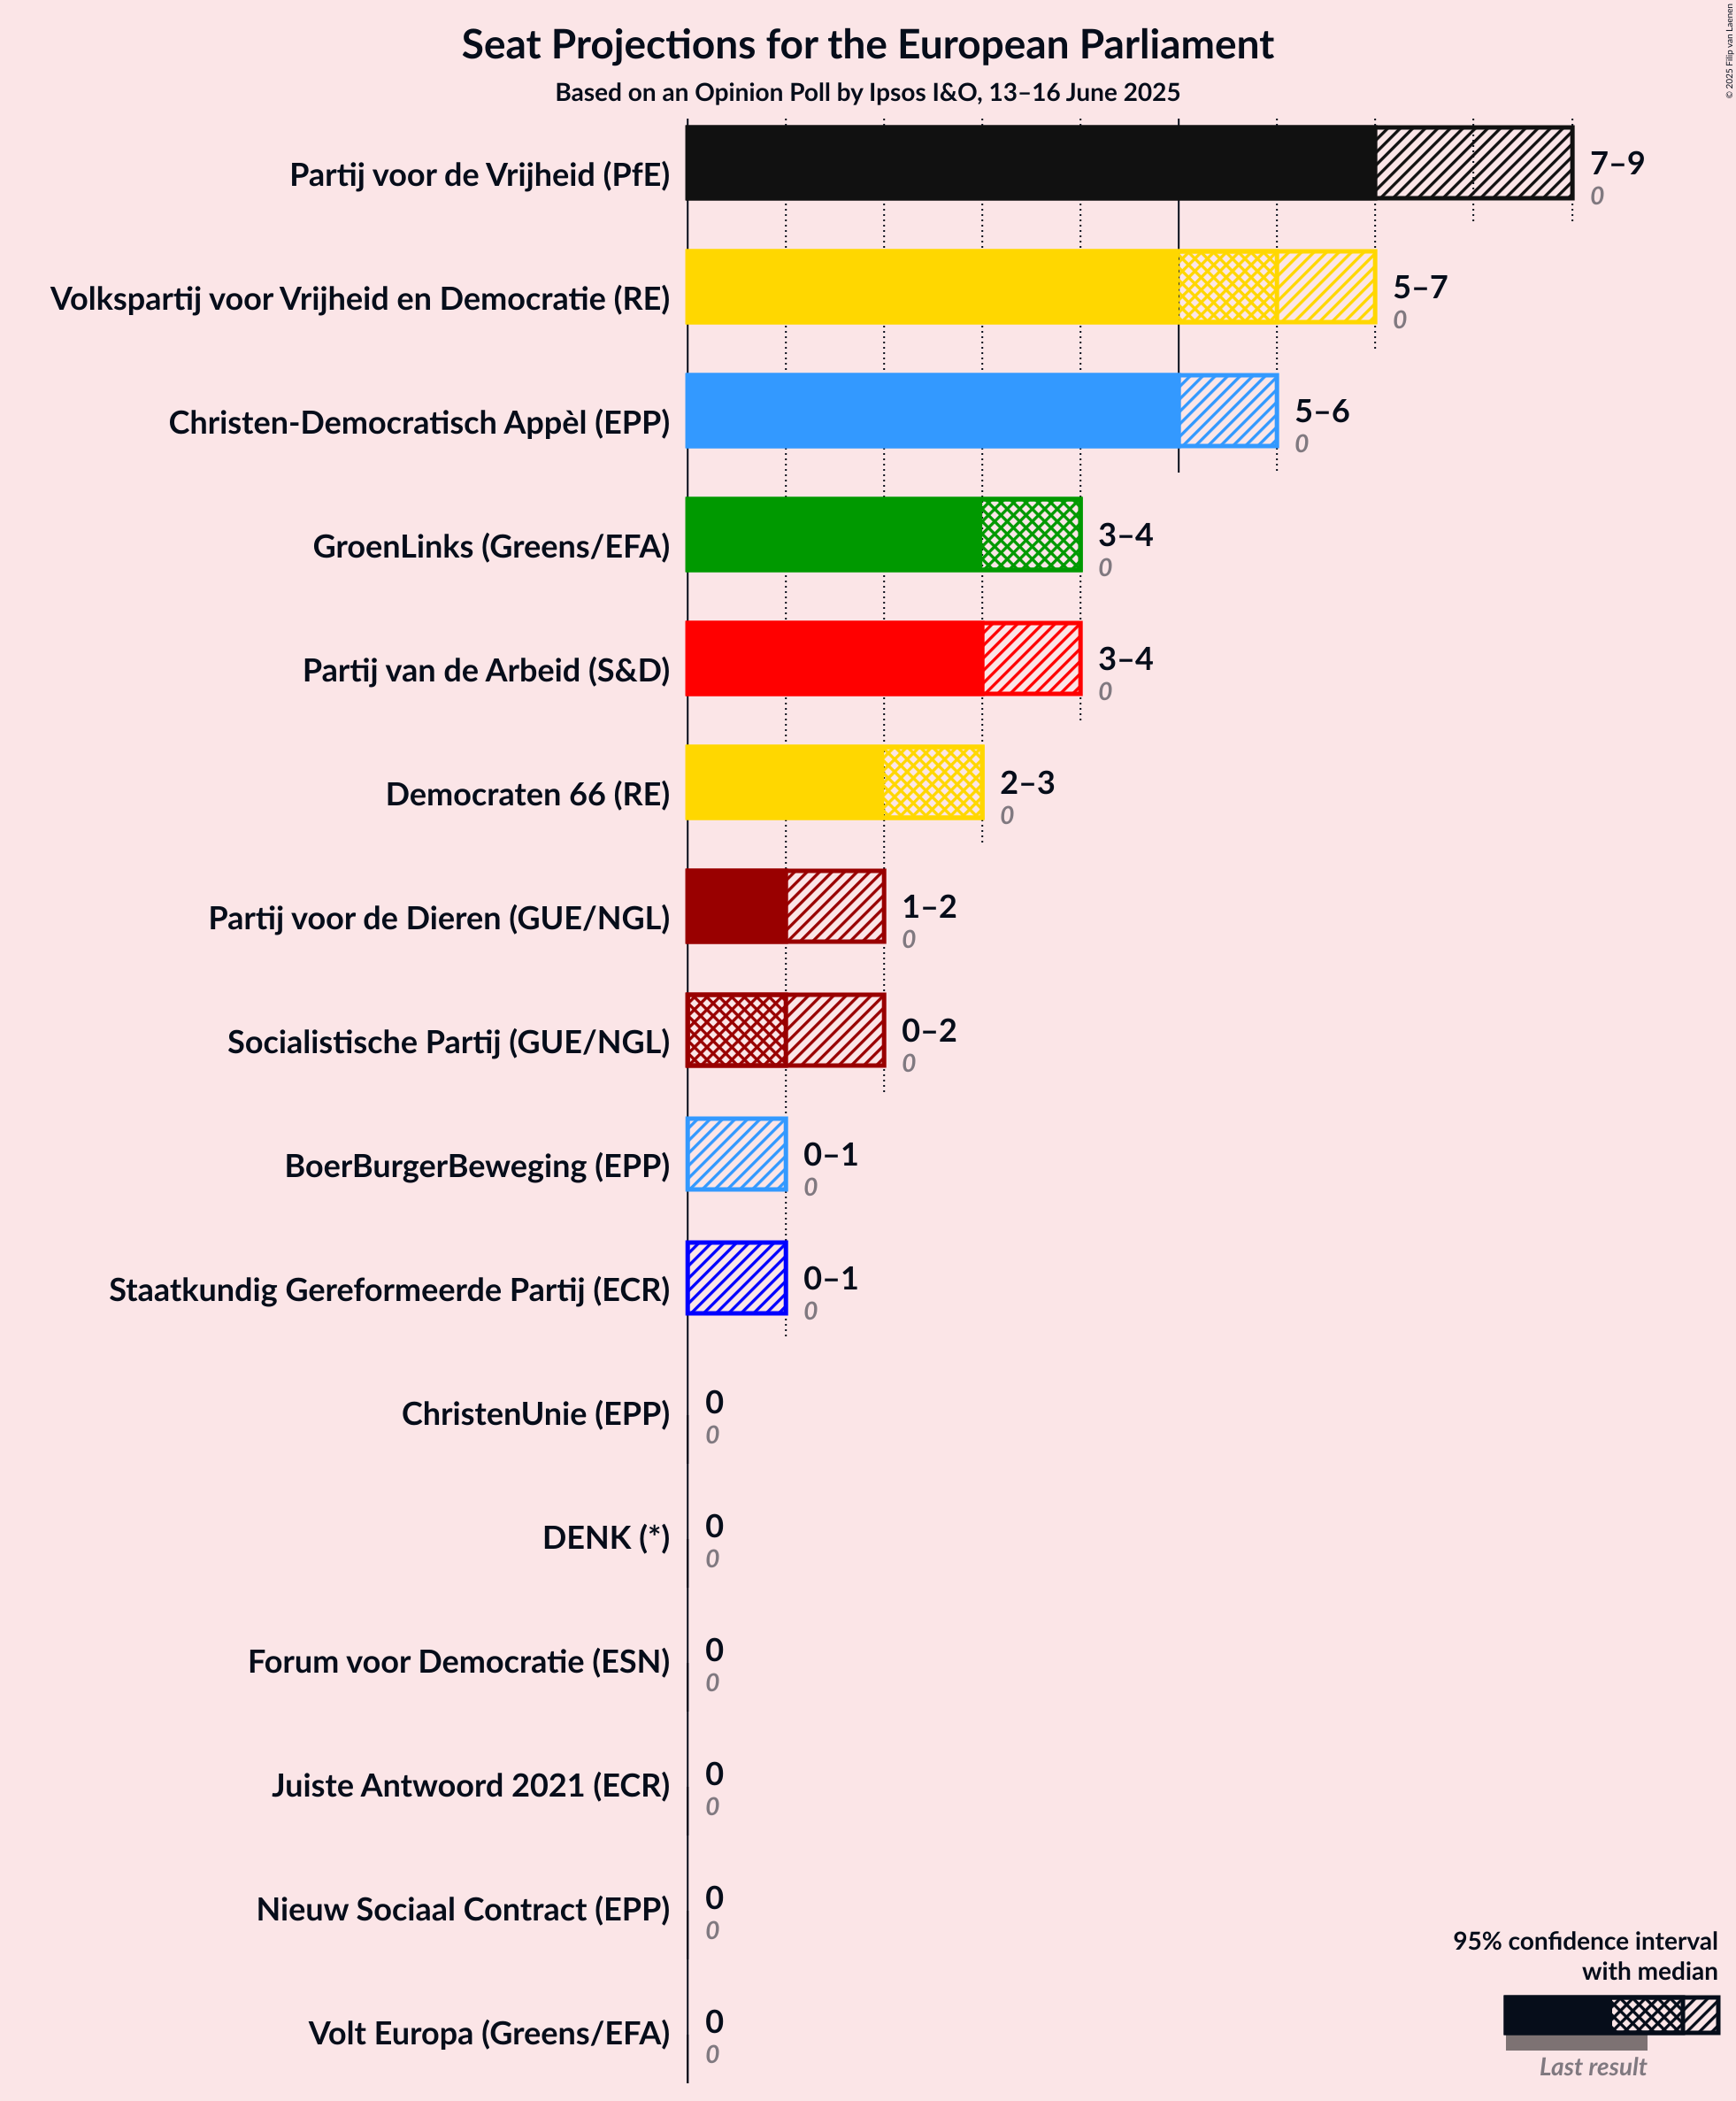 Seat Projections for the European Parliament
Based on an Opinion Poll by Ipsos I&O, 13–16 June 2025
© 2025 Filip van Laenen
Partij voor de Vrijheid (PfE)
7–9
0
Volkspartij voor Vrijheid en Democratie (RE)
5–7
0
Christen-Democratisch Appèl (EPP)
5–6
0
GroenLinks (Greens/EFA)
3–4
0
Partij van de Arbeid (S&D)
3–4
0
Democraten 66 (RE)
2–3
0
Partij voor de Dieren (GUE/NGL)
1–2
0
Socialistische Partij (GUE/NGL)
0–2
0
BoerBurgerBeweging (EPP)
0–1
0
Staatkundig Gereformeerde Partij (ECR)
0–1
0
ChristenUnie (EPP)
0
0
DENK (*)
0
0
Forum voor Democratie (ESN)
0
0
Juiste Antwoord 2021 (ECR)
0
0
Nieuw Sociaal Contract (EPP)
0
0
Volt Europa (Greens/EFA)
0
0
95% confidence interval
with median
Last result